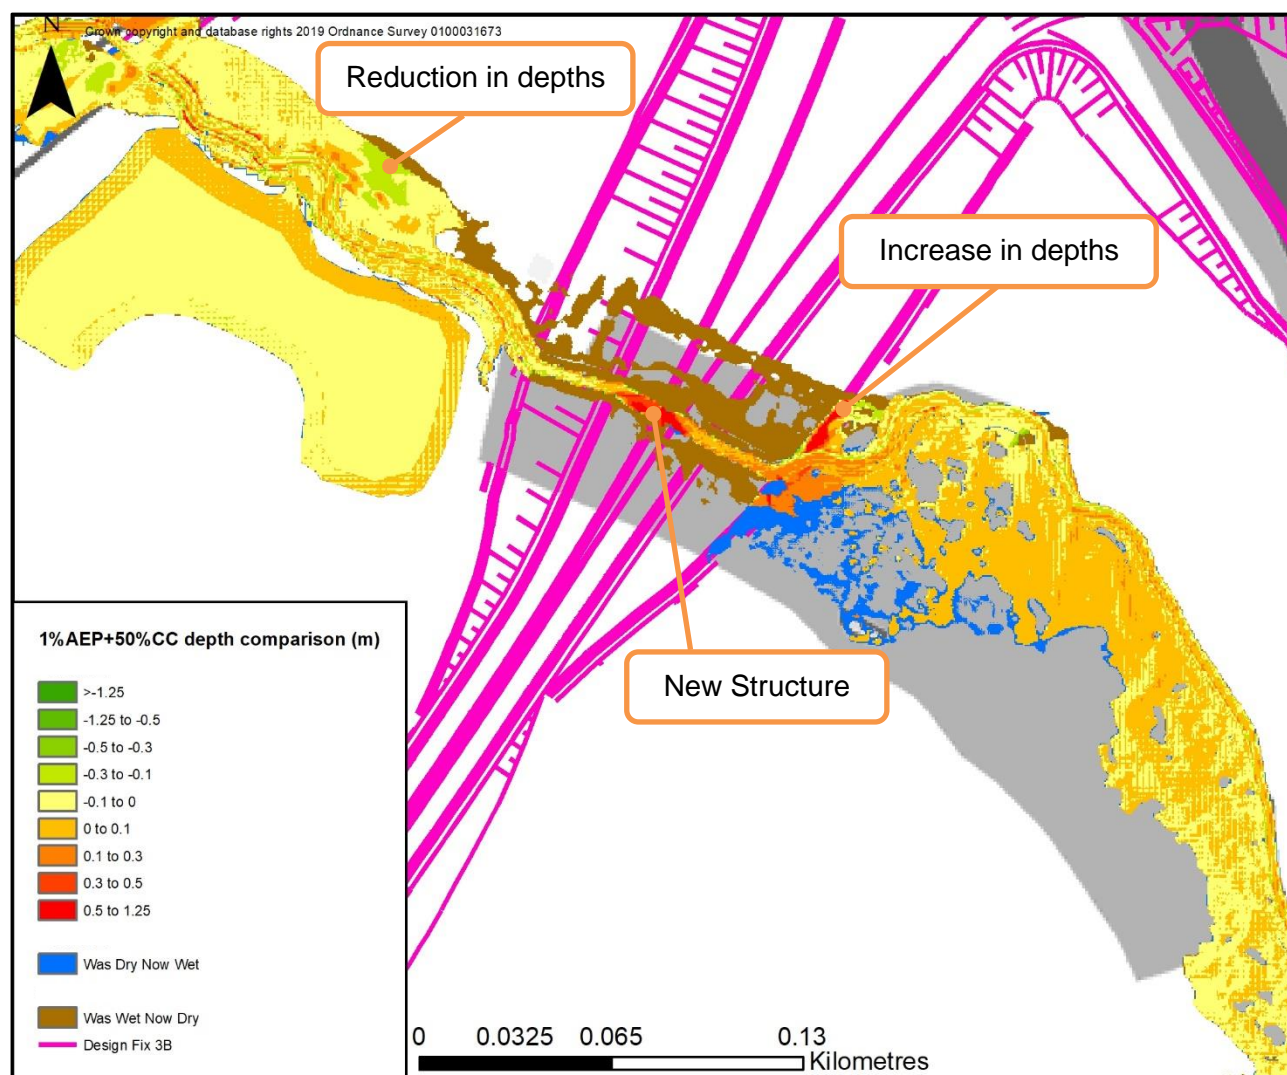 Crown copyright and database rights 2019 Ordnance Survey 0100031673
N
Reduction in depths
Increase in depths
New Structure
1%AEP+50%CC depth comparison (m)
>-1.25
-1.25 to -0.5
-0.5 to -0.3
-0.3 to -0.1
-0.1 to 0
0 to 0.1
0.1 to 0.3
0.3 to 0.5
0.5 to 1.25
Was Dry Now Wet
Was Wet Now Dry
Design Fix 3B
0 0.0325 0.065 0.13
Kilometres